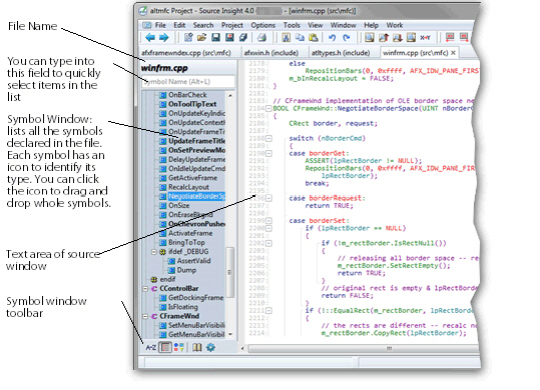 File Name
You can type into
this field to quickly
select items in the
list
Symbol Window:
lists all the symbols
declared in the file.
Each symbol has an
icon to identify its
type. You can click
the icon to drag and
drop whole symbols.
Text area of source
window
Symbol window
toolbar
altmfc Project - Source Insight 4.0 - [winfrm.cpp (src\mfc)
File Edit Search Project Options Tools View Window Help
afxframewndex.cpp (src\mfc) afxwin.h (include) atltypes.h (include) winfrm.cpp (src\mfc) ×
winfrm.cpp
Symbol Name (Alt+L)
OnBarCheck
OnToolTipText
OnUpdateKeyIndic
OnUpdateContextH
OnUpdateFrameTitl
UpdateFrameTitle
OnSetPreviewMo
DelayUpdateFrame
OnIdleUpdateCmd
GetActiveFrame
RecalcLayout
NegotiateBorderSp
OnSize
OnEraseBkgnd
OnChevronPushe
ActivateFrame
BringToTop
ifdef _DEBUG
AssertValid
Dump
endif
CControlBar
GetDockingFrame
IsFloating
CFrameWnd
SetMenuBarVisibili
GetMenuBarVisibili
A-Z
2178: else
2179: RepositionBars(0, 0xffff, AFX_IDW_PANE_FIRS
2180: m_bInRecalcLayout = FALSE;
2181: }
2182:
2183: // CFrameWnd implementation of OLE border space ne
2184: BOOL CFrameWnd::NegotiateBorderSpace(UINT nBorderCm
2185: {
2186: CRect border, request;
2187:
2188: switch (nBorderCmd)
2189: {
2190: case borderGet:
2191: ASSERT(lpRectBorder != NULL);
2192: RepositionBars(0, 0xffff, AFX_IDW_PANE_FIRS
2193: lpRectBorder);
2194: break;
2195:
2196: case borderRequest:
2197: return TRUE;
2198:
2199: case borderSet:
2200: if (lpRectBorder == NULL)
2201: {
2202: if (!m_rectBorder.IsRectNull())
2203: {
2204: // releasing all border space -- re
2205: m_rectBorder.SetRectEmpty();
2206: return TRUE;
2207: }
2208: // original rect is empty & lpRectBorde
2209: return FALSE;
2210: }
2211: if (!::EqualRect(m_rectBorder, lpRectBorder
2212: {
2213: // the rects are different -- recalc ne
2214: m_rectBorder.CopyRect(lpRectBorder);